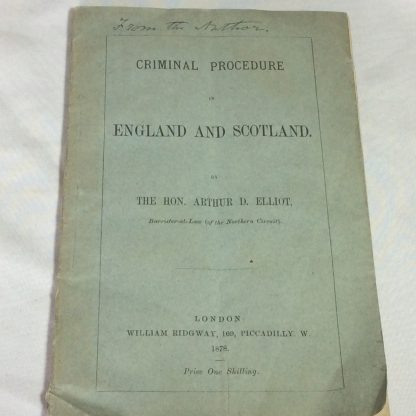 From the Author.
CRIMINAL PROCEDURE
IN
ENGLAND AND SCOTLAND.
BY
THE HON. ARTHUR D. ELLIOT,
Barrister-at-Law (of the Northern Circuit).
LONDON
WILLIAM RIDGWAY, 169, PICCADILLY. W.
1878.
Price One Shilling.